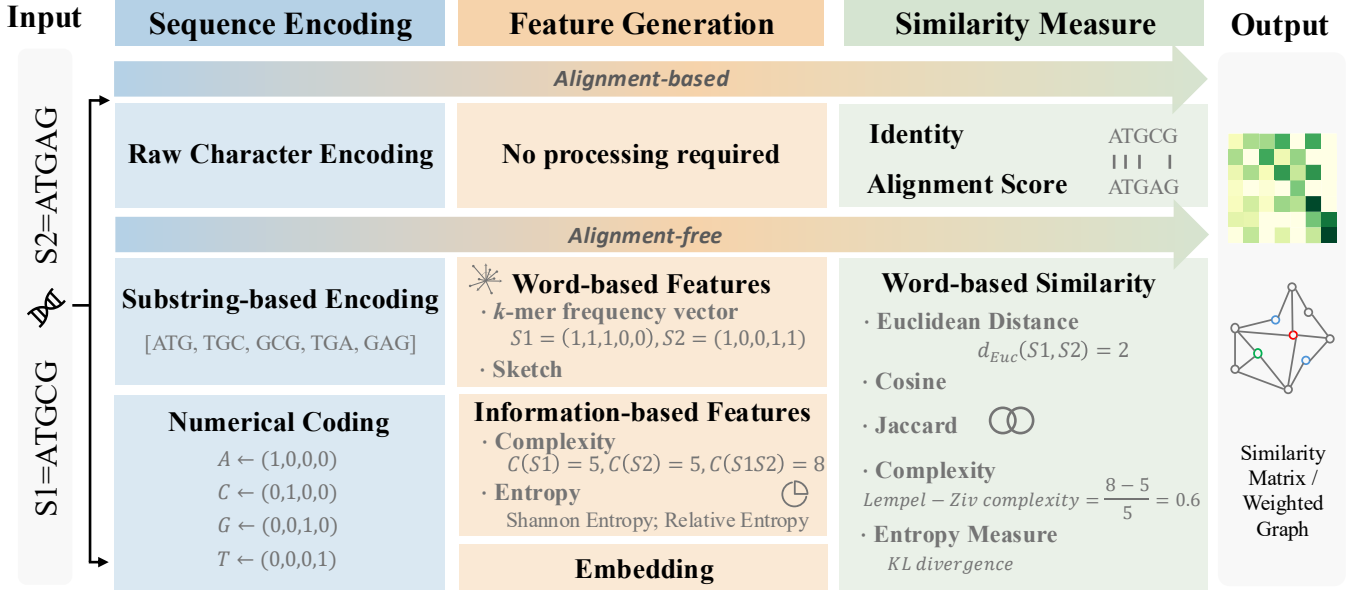 Input
Sequence Encoding
Feature Generation
Similarity Measure
Output
S1=ATGCG
S2=ATGAG
Alignment-based
Raw Character Encoding
No processing required
Identity
ATGCG
Alignment Score
ATGAG
Alignment-free
Substring-based Encoding
[ATG, TGC, GCG, TGA, GAG]
Numerical Coding
A ← (1,0,0,0)
C ← (0,1,0,0)
G ← (0,0,1,0)
T ← (0,0,0,1)
Word-based Features
· k-mer frequency vector
S1 = (1,1,1,0,0), S2 = (1,0,0,1,1)
· Sketch
Information-based Features
· Complexity
C(S1) = 5, C(S2) = 5, C(S1S2) = 8
· Entropy
Shannon Entropy; Relative Entropy
Embedding
Word-based Similarity
· Euclidean Distance
d_Euc(S1, S2) = 2
· Cosine
· Jaccard
· Complexity
Lempel − Ziv complexity = (8 − 5)/5 = 0.6
· Entropy Measure
KL divergence
Similarity
Matrix /
Weighted
Graph